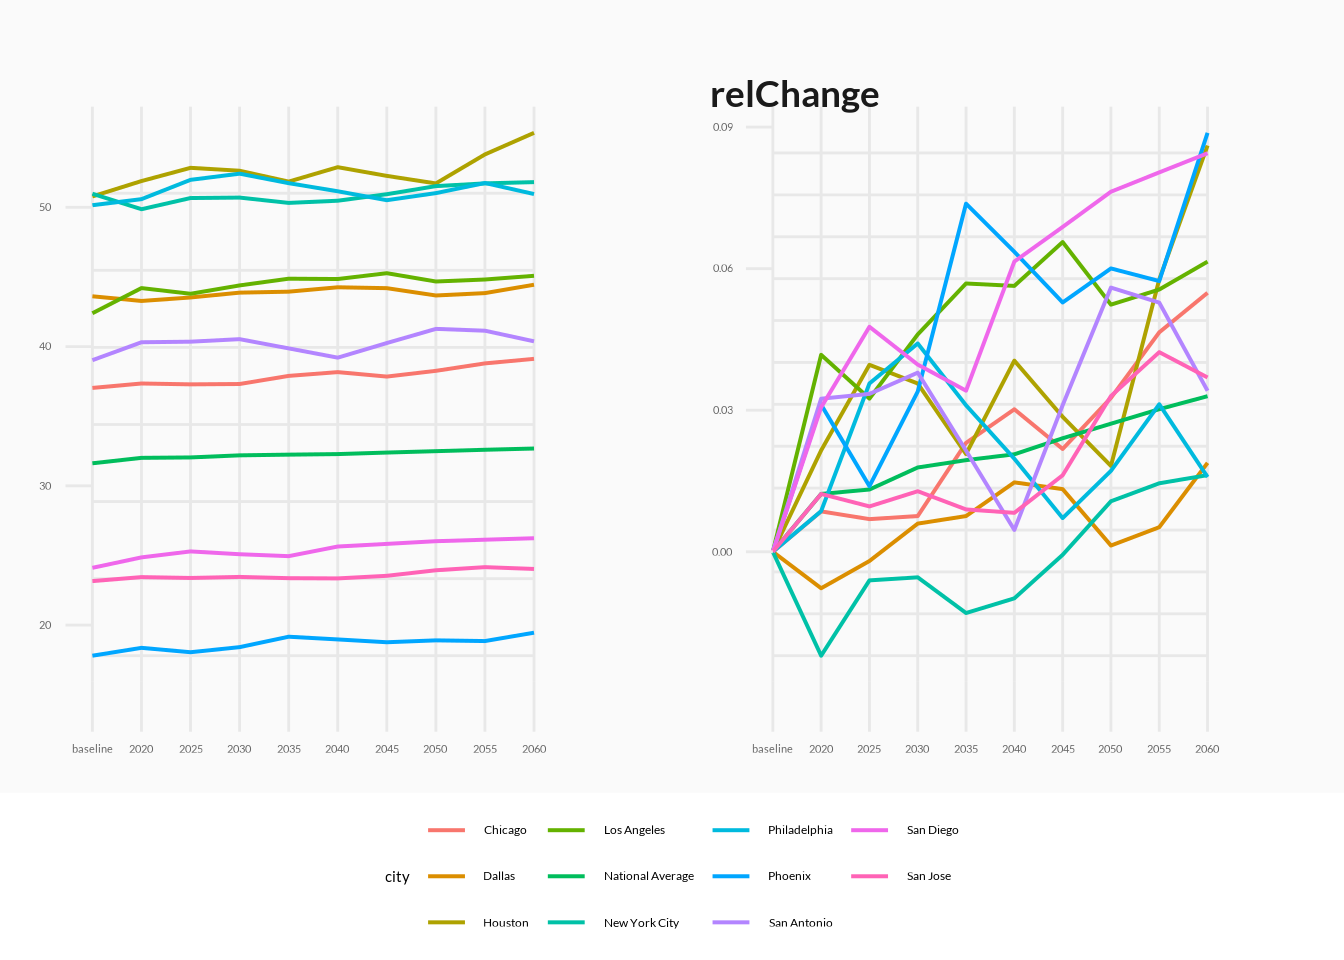 relChange
50
40
30
20
baseline 2020 2025 2030 2035 2040 2045 2050 2055 2060
0.09
0.06
0.03
0.00
baseline 2020 2025 2030 2035 2040 2045 2050 2055 2060
city
Chicago Los Angeles Philadelphia San Diego
Dallas National Average Phoenix San Jose
Houston New York City San Antonio